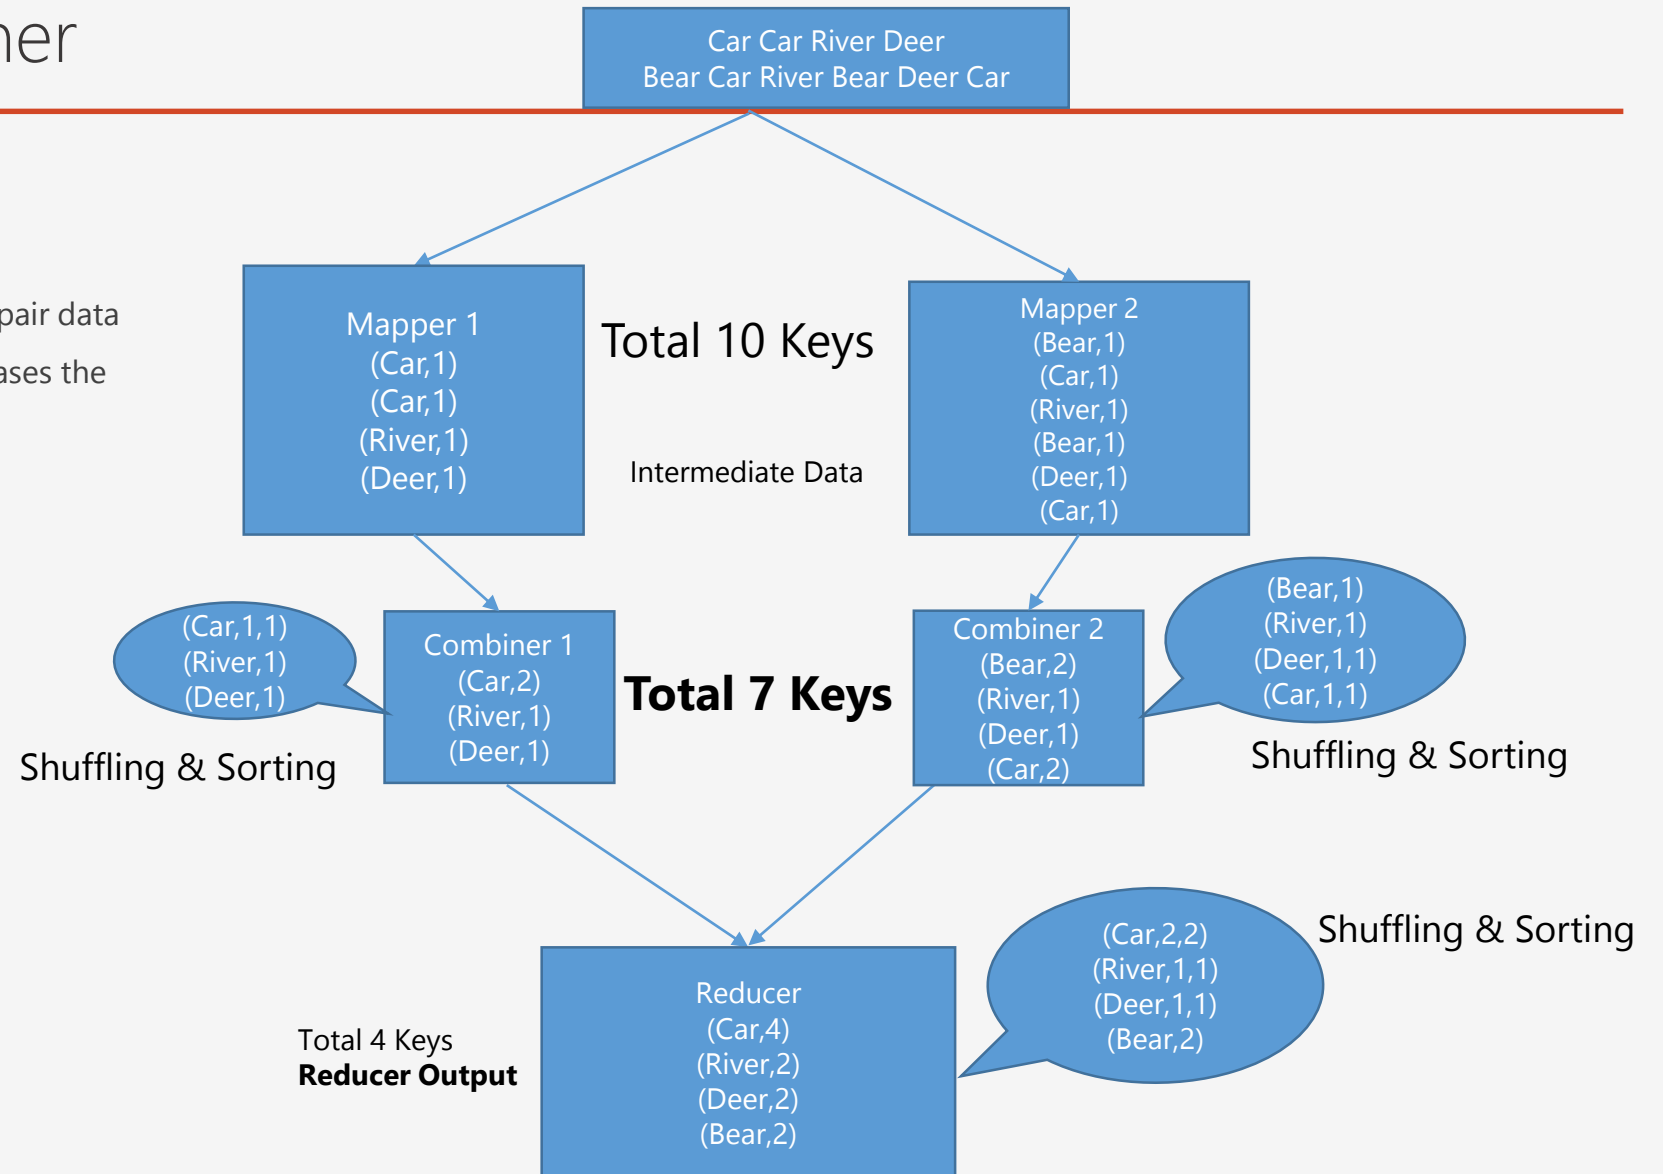 ner
Car Car River Deer
Bear Car River Bear Deer Car
pair data
ases the
Mapper 1
(Car,1)
(Car,1)
(River,1)
(Deer,1)
Total 10 Keys
Intermediate Data
Mapper 2
(Bear,1)
(Car,1)
(River,1)
(Bear,1)
(Deer,1)
(Car,1)
(Car,1,1)
(River,1)
(Deer,1)
Shuffling & Sorting
Combiner 1
(Car,2)
(River,1)
(Deer,1)
Total 7 Keys
Combiner 2
(Bear,2)
(River,1)
(Deer,1)
(Car,2)
(Bear,1)
(River,1)
(Deer,1,1)
(Car,1,1)
Shuffling & Sorting
Total 4 Keys
Reducer Output
Reducer
(Car,4)
(River,2)
(Deer,2)
(Bear,2)
(Car,2,2)
(River,1,1)
(Deer,1,1)
(Bear,2)
Shuffling & Sorting